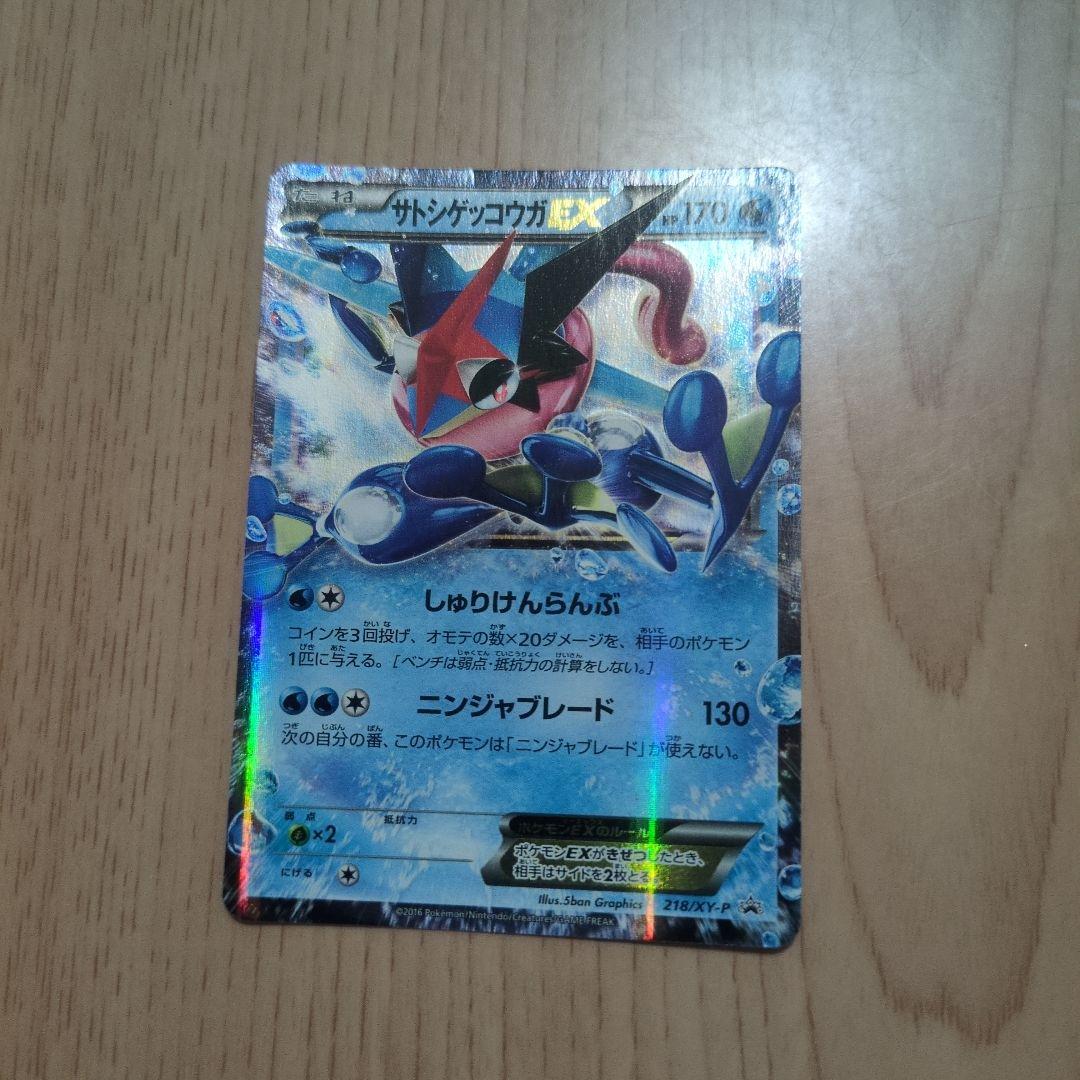 たね サトシゲッコウガEX HP 170
しゅりけんらんぶ
コインを3回投げ、オモテの数×20ダメージを、相手のポケモン
1匹に与える。[ベンチは弱点・抵抗力の計算をしない。]
ニンジャブレード 130
次の自分の番、このポケモンは「ニンジャブレード」が使えない。
弱点 抵抗力
×2
にげる
ポケモンEXのルール
ポケモンEXがきぜつしたとき、
相手はサイドを2枚とる。
Illus.5ban Graphics 218/XY-P
©2016 Pokémon/Nintendo/Creatures/GAME FREAK